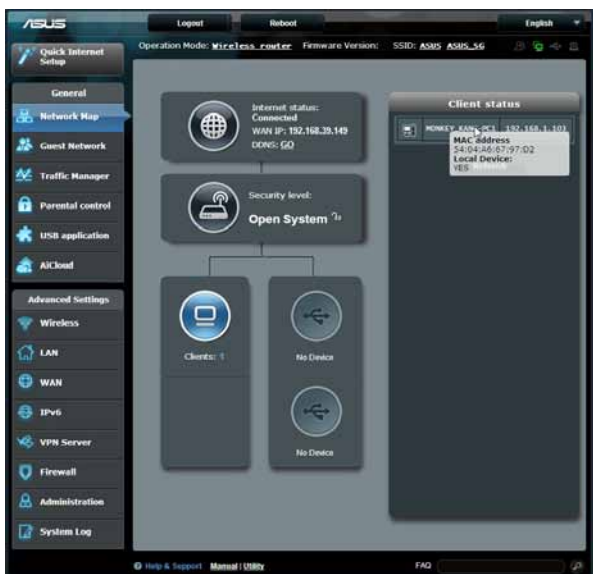 ASUS
Logout
Reboot
English
Quick Internet
Setup
Operation Mode: Wireless router Firmware Version: SSID: ASUS ASUS_5G
General
Network Map
Guest Network
Traffic Manager
Parental control
USB application
AiCloud
Advanced Settings
Wireless
LAN
WAN
IPv6
VPN Server
Firewall
Administration
System Log
Internet status:
Connected
WAN IP: 192.168.39.149
DDNS: GO
Security level:
Open System
Clients: 1
No Device
No Device
Client status
192.168.1.103
MAC address
54:04:A6:67:97:D2
Local Device:
YES
Help & Support Manual | Utility
FAQ